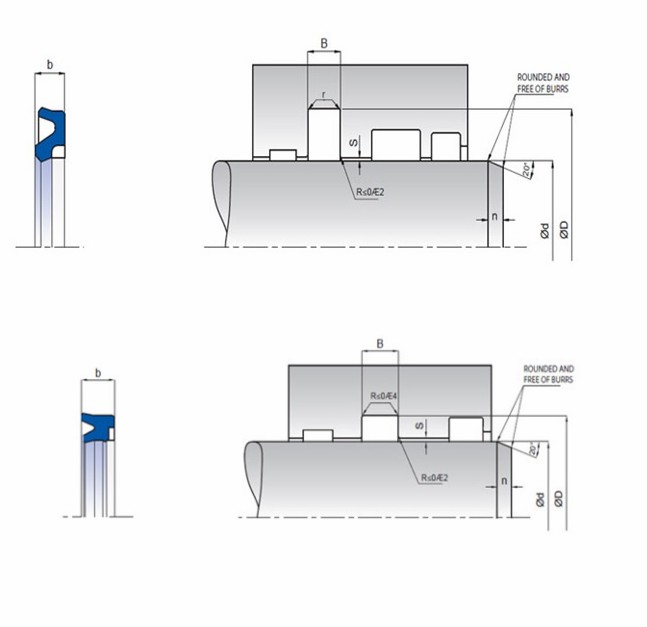 b
B
r
S
ROUNDED AND
FREE OF BURRS
20°
R≤0Æ2
n
Ød
ØD
b
B
R≤0Æ4
S
ROUNDED AND
FREE OF BURRS
20°
R≤0Æ2
n
Ød
ØD